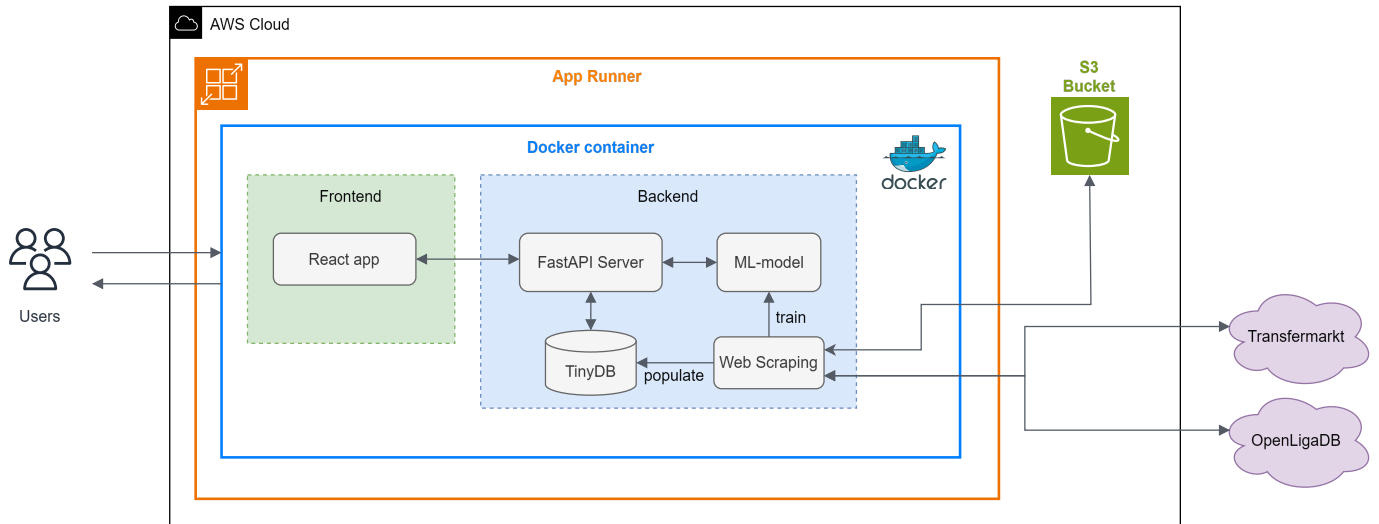 AWS Cloud
App Runner
S3
Bucket
Docker container
docker
Frontend
Backend
React app
FastAPI Server
ML-model
train
Users
Transfermarkt
TinyDB
populate
Web Scraping
OpenLigaDB